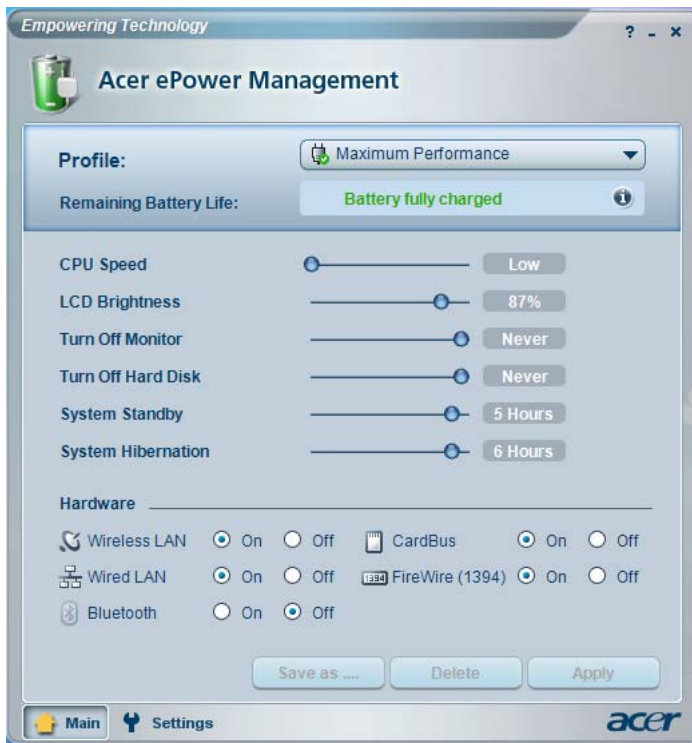 Empowering Technology
? - x
Acer ePower Management
Profile: Maximum Performance
Remaining Battery Life: Battery fully charged i
CPU Speed Low
LCD Brightness 87%
Turn Off Monitor Never
Turn Off Hard Disk Never
System Standby 5 Hours
System Hibernation 6 Hours
Hardware
Wireless LAN On Off CardBus On Off
Wired LAN On Off 1394 FireWire (1394) On Off
Bluetooth On Off
Save as .... Delete Apply
Main Settings acer